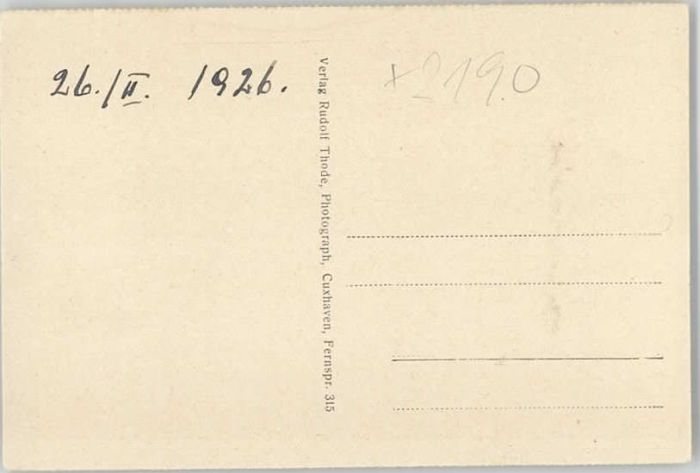 26./II. 1926.
Verlag Rudolf Thode, Photograph, Cuxhaven, Fernspr. 315
x 2190